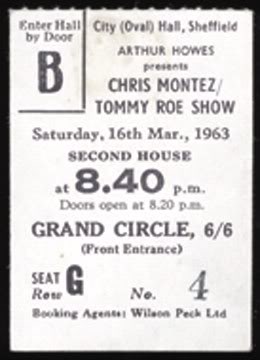 Enter Hall
by Door
B
City (Oval) Hall, Sheffield
ARTHUR HOWES
presents
CHRIS MONTEZ/
TOMMY ROE SHOW
Saturday, 16th Mar., 1963
SECOND HOUSE
at 8.40 p.m.
Doors open at 8.20 p.m.
GRAND CIRCLE, 6/6
(Front Entrance)
SEAT
Row G No. 4
Booking Agents: Wilson Peck Ltd